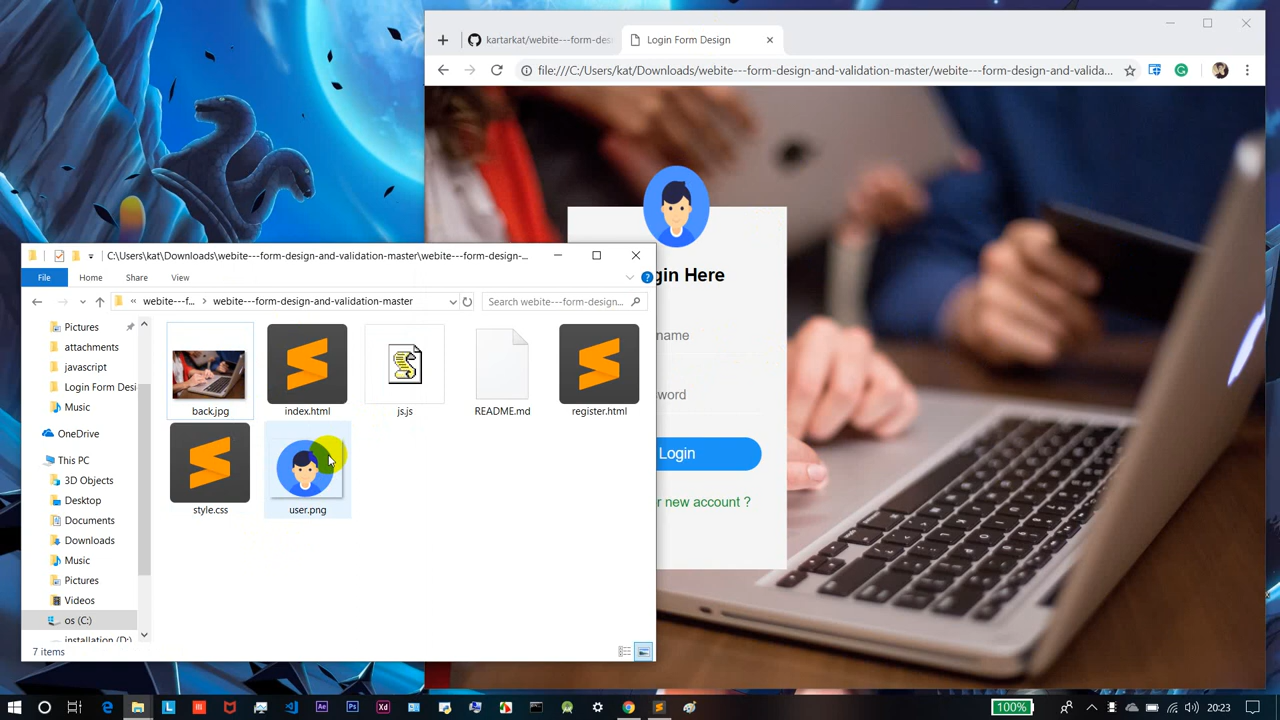 kartarkat/webite---form-des
Login Form Design
file:///C:/Users/kat/Downloads/webite---form-design-and-validation-master/webite---form-design-and-valida...
gin Here
name
sword
Login
r new account ?
C:\Users\kat\Downloads\webite---form-design-and-validation-master\webite---form-design-...
File
Home
Share
View
webite---f...
webite---form-design-and-validation-master
Search webite---form-design...
Pictures
attachments
javascript
Login Form Desi
Music
OneDrive
This PC
3D Objects
Desktop
Documents
Downloads
Music
Pictures
Videos
os (C:)
installation (D:)
back.jpg
index.html
js.js
README.md
register.html
style.css
user.png
7 items
100%
20:23